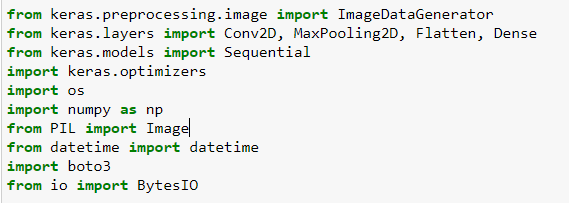 from keras.preprocessing.image import ImageDataGenerator
from keras.layers import Conv2D, MaxPooling2D, Flatten, Dense
from keras.models import Sequential
import keras.optimizers
import os
import numpy as np
from PIL import Image
from datetime import datetime
import boto3
from io import BytesIO